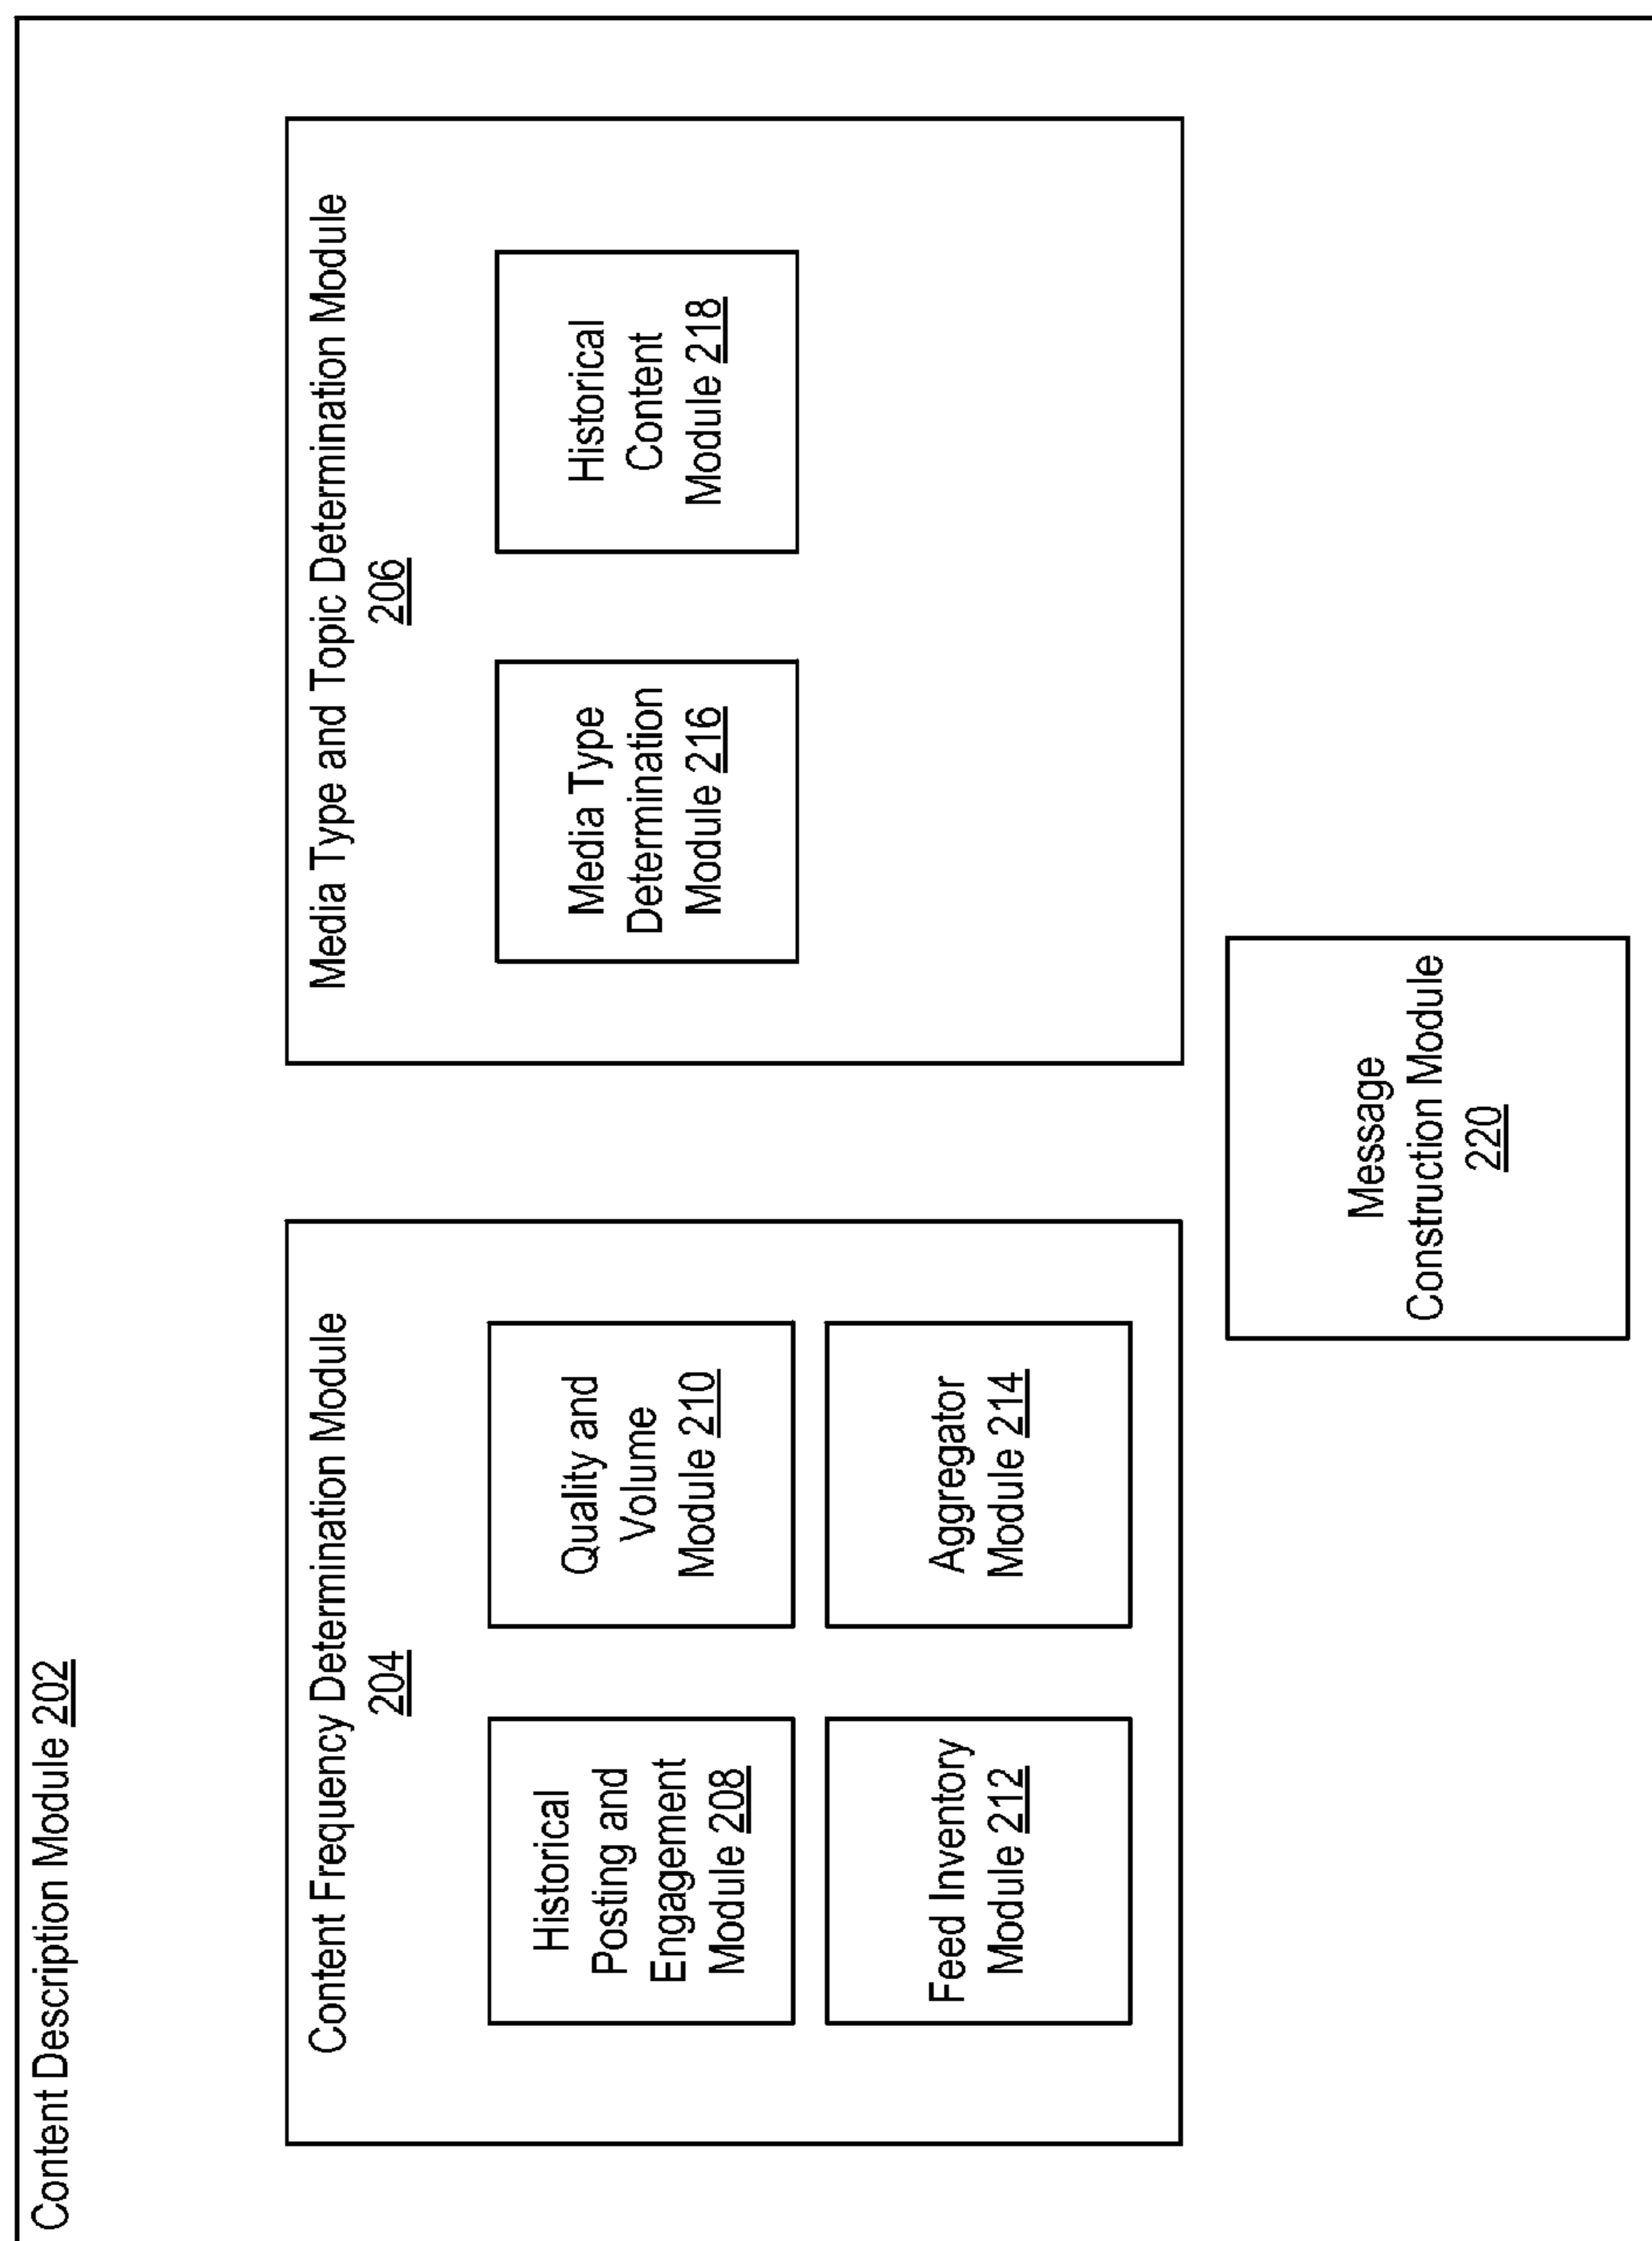 Content Description Module 202
Content Frequency Determination Module
204
Historical
Posting and
Engagement
Module 208
Quality and
Volume
Module 210
Feed Inventory
Module 212
Aggregator
Module 214
Media Type and Topic Determination Module
206
Media Type
Determination
Module 216
Historical
Content
Module 218
Message
Construction Module
220